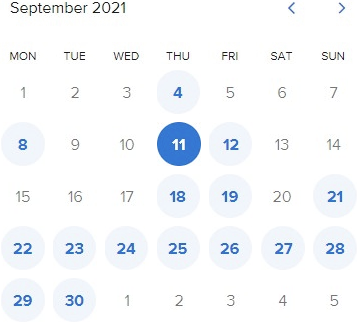 September 2021
MON TUE WED THU FRI SAT SUN
1 2 3 4 5 6 7
8 9 10 11 12 13 14
15 16 17 18 19 20 21
22 23 24 25 26 27 28
29 30 1 2 3 4 5